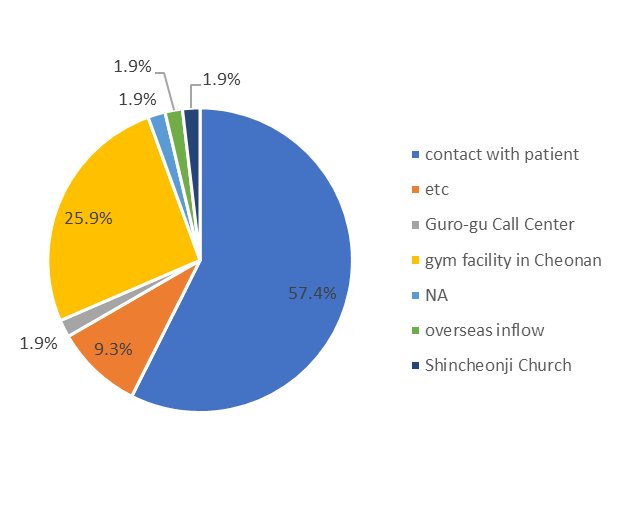 1.9%
1.9%
1.9%
25.9%
57.4%
1.9%
9.3%
contact with patient
etc
Guro-gu Call Center
gym facility in Cheonan
NA
overseas inflow
Shincheonji Church